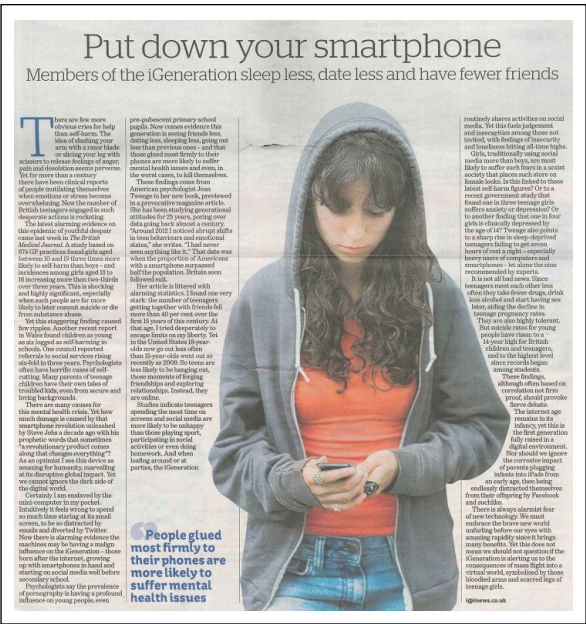 Put down your smartphone
Members of the iGeneration sleep less, date less and have fewer friends
There are few more
obvious cries for help
than self-harm. The
idea of slashing your
arm with a razor blade
or slicing your leg with
scissors to release feelings of anger,
pain and desolation seems perverse.
Yet for more than a century
there have been clinical reports
of people mutilating themselves
when emotions or stress become
overwhelming. Now the number of
British teenagers engaged in such
desperate actions is rocketing.
The latest alarming evidence on
this epidemic of youthful despair
came last week in The British
Medical Journal. A study based on
674 GP practices found girls aged
between 10 and 19 three times more
likely to self-harm than boys – and
incidences among girls aged 13 to
16 increasing more than two thirds
over three years. This is shocking
and highly significant, especially
when such people are far more
likely to later commit suicide or die
from substance abuse.
Yet this staggering finding caused
few ripples. Another recent report
in Wales found children as young
as six logged as self-harming in
schools. One council reported
referrals to social services rising
six-fold in three years. Psychologists
often have horrific cases of self-
cutting. Many parents of teenage
children have their own tales of
troubled kids, even from secure and
loving backgrounds.
There are many causes for
this mental health crisis. Yet how
much damage is caused by that
smartphone revolution unleashed
by Steve Jobs a decade ago with his
prophetic words that sometimes
"a revolutionary product comes
along that changes everything"?
As an optimist I see this device as
amazing for humanity, marvelling
at its disruptive global impact. Yet
we cannot ignore the dark side of
the digital world.
Certainly I am enslaved by the
mini-computer in my pocket.
Intuitively it feels wrong to spend
so much time staring at its small
screen, to be so distracted by
emails and diverted by Twitter.
Now there is alarming evidence the
machines may be having a malign
influence on the iGeneration – those
born after the internet, growing
up with smartphones in hand and
starting on social media well before
secondary school.
Psychologists say the prevalence
of pornography is having a profound
influence on young people, even
pre-pubescent primary school
pupils. Now comes evidence this
generation is seeing friends less,
dating less, sleeping less, going out
less than previous ones – and that
those glued most firmly to their
phones are more likely to suffer
mental health issues and even, in
the worst cases, to kill themselves.
These findings come from
American psychologist Jean
Twenge in her new book, previewed
in a provocative magazine article.
She has been studying generational
attitudes for 25 years, poring over
data going back almost a century.
"Around 2012 I noticed abrupt shifts
in teen behaviours and emotional
states," she writes. "I had never
seen anything like it." That date was
when the proportion of Americans
with a smartphone surpassed
half the population. Britain soon
followed suit.
Her article is littered with
alarming statistics. I found one very
stark: the number of teenagers
getting together with friends fell
more than 40 per cent over the
first 15 years of this century. At
that age, I tried desperately to
escape limits on my liberty. Yet
in the United States 18-year-
olds now go out less often
than 13-year-olds went out as
recently as 2009. So teens are
less likely to be hanging out,
those moments of forging
friendships and exploring
relationships. Instead, they
are online.
Studies indicate teenagers
spending the most time on
screens and social media are
more likely to be unhappy
than those playing sport,
participating in social
activities or even doing
homework. And when
loafing around or at
parties, the iGeneration
People glued
most firmly to
their phones are
more likely to
suffer mental
health issues
routinely shares activities on social
media. Yet this fuels judgement
and insecurities among those not
invited, with feelings of insecurity
and loneliness hitting all-time highs.
Girls, traditionally using social
media more than boys, are most
likely to suffer such fears in a sexist
society that places such store on
female looks. Is this linked to these
latest self-harm figures? Or to a
recent government study that
found one in three teenage girls
suffers anxiety or depression? Or
to another finding that one in four
girls is clinically depressed by
the age of 14? Twenge also points
to a sharp rise in sleep-deprived
teenagers failing to get seven
hours of rest a night – especially
heavy users of computers and
smartphones – let alone the nine
recommended by experts.
It is not all bad news. Since
teenagers meet each other less
often they take fewer drugs, drink
less alcohol and start having sex
later, aiding the decline in
teenage pregnancy rates.
They are also highly tolerant.
But suicide rates for young
people have risen: to a
14-year high for British
children and teenagers,
and to the highest level
since records began
among students.
These findings,
although often based on
correlation not firm
proof, should provoke
fierce debate.
The internet age
remains in its
infancy, yet this is
the first generation
fully raised in a
digital environment.
Nor should we ignore
the corrosive impact
of parents plugging
infants into iPads from
an early age, then being
endlessly distracted themselves
from their offspring by Facebook
and suchlike.
There is always alarmist fear
of new technology. We must
embrace the brave new world
unfurling before our eyes with
amazing rapidity since it brings
many benefits. Yet this does not
mean we should not question if the
iGeneration is alerting us to the
consequences of mass flight into a
virtual world, symbolised by those
bloodied arms and scarred legs of
teenage girls.
i@inews.co.uk